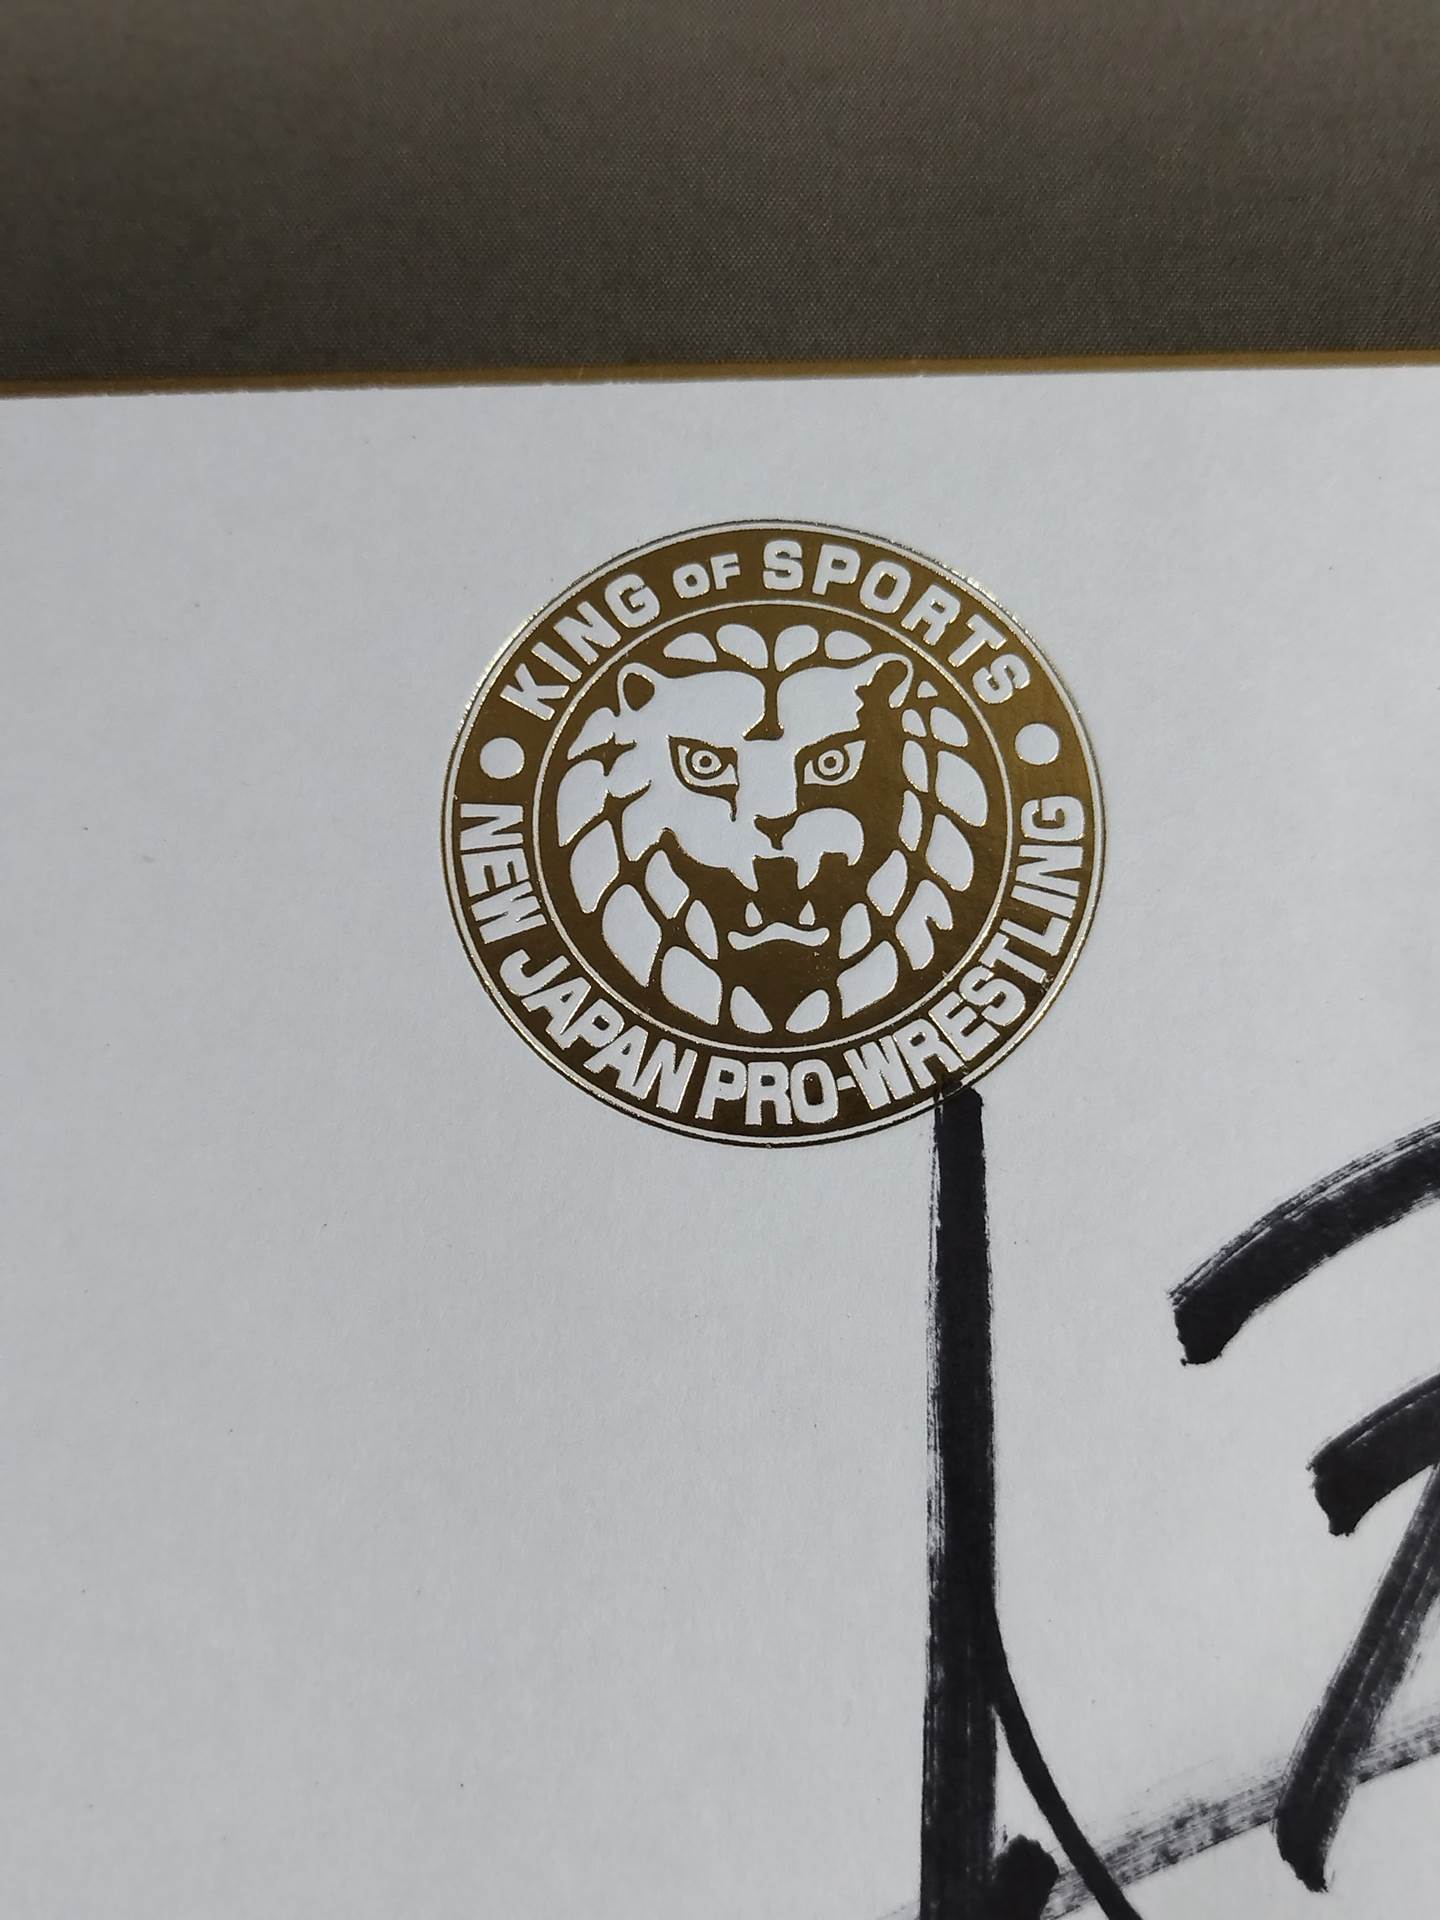 KING OF SPORTS
NEW JAPAN PRO-WRESTLING